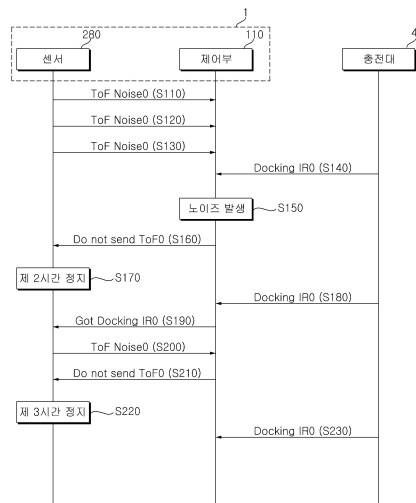 1
280
110
4
센서
제어부
충전대
ToF Noise0 (S110)
ToF Noise0 (S120)
ToF Noise0 (S130)
Docking IR0 (S140)
노이즈 발생
S150
Do not send ToF0 (S160)
제 2시간 정지
S170
Docking IR0 (S180)
Got Docking IR0 (S190)
ToF Noise0 (S200)
Do not send ToF0 (S210)
제 3시간 정지
S220
Docking IR0 (S230)